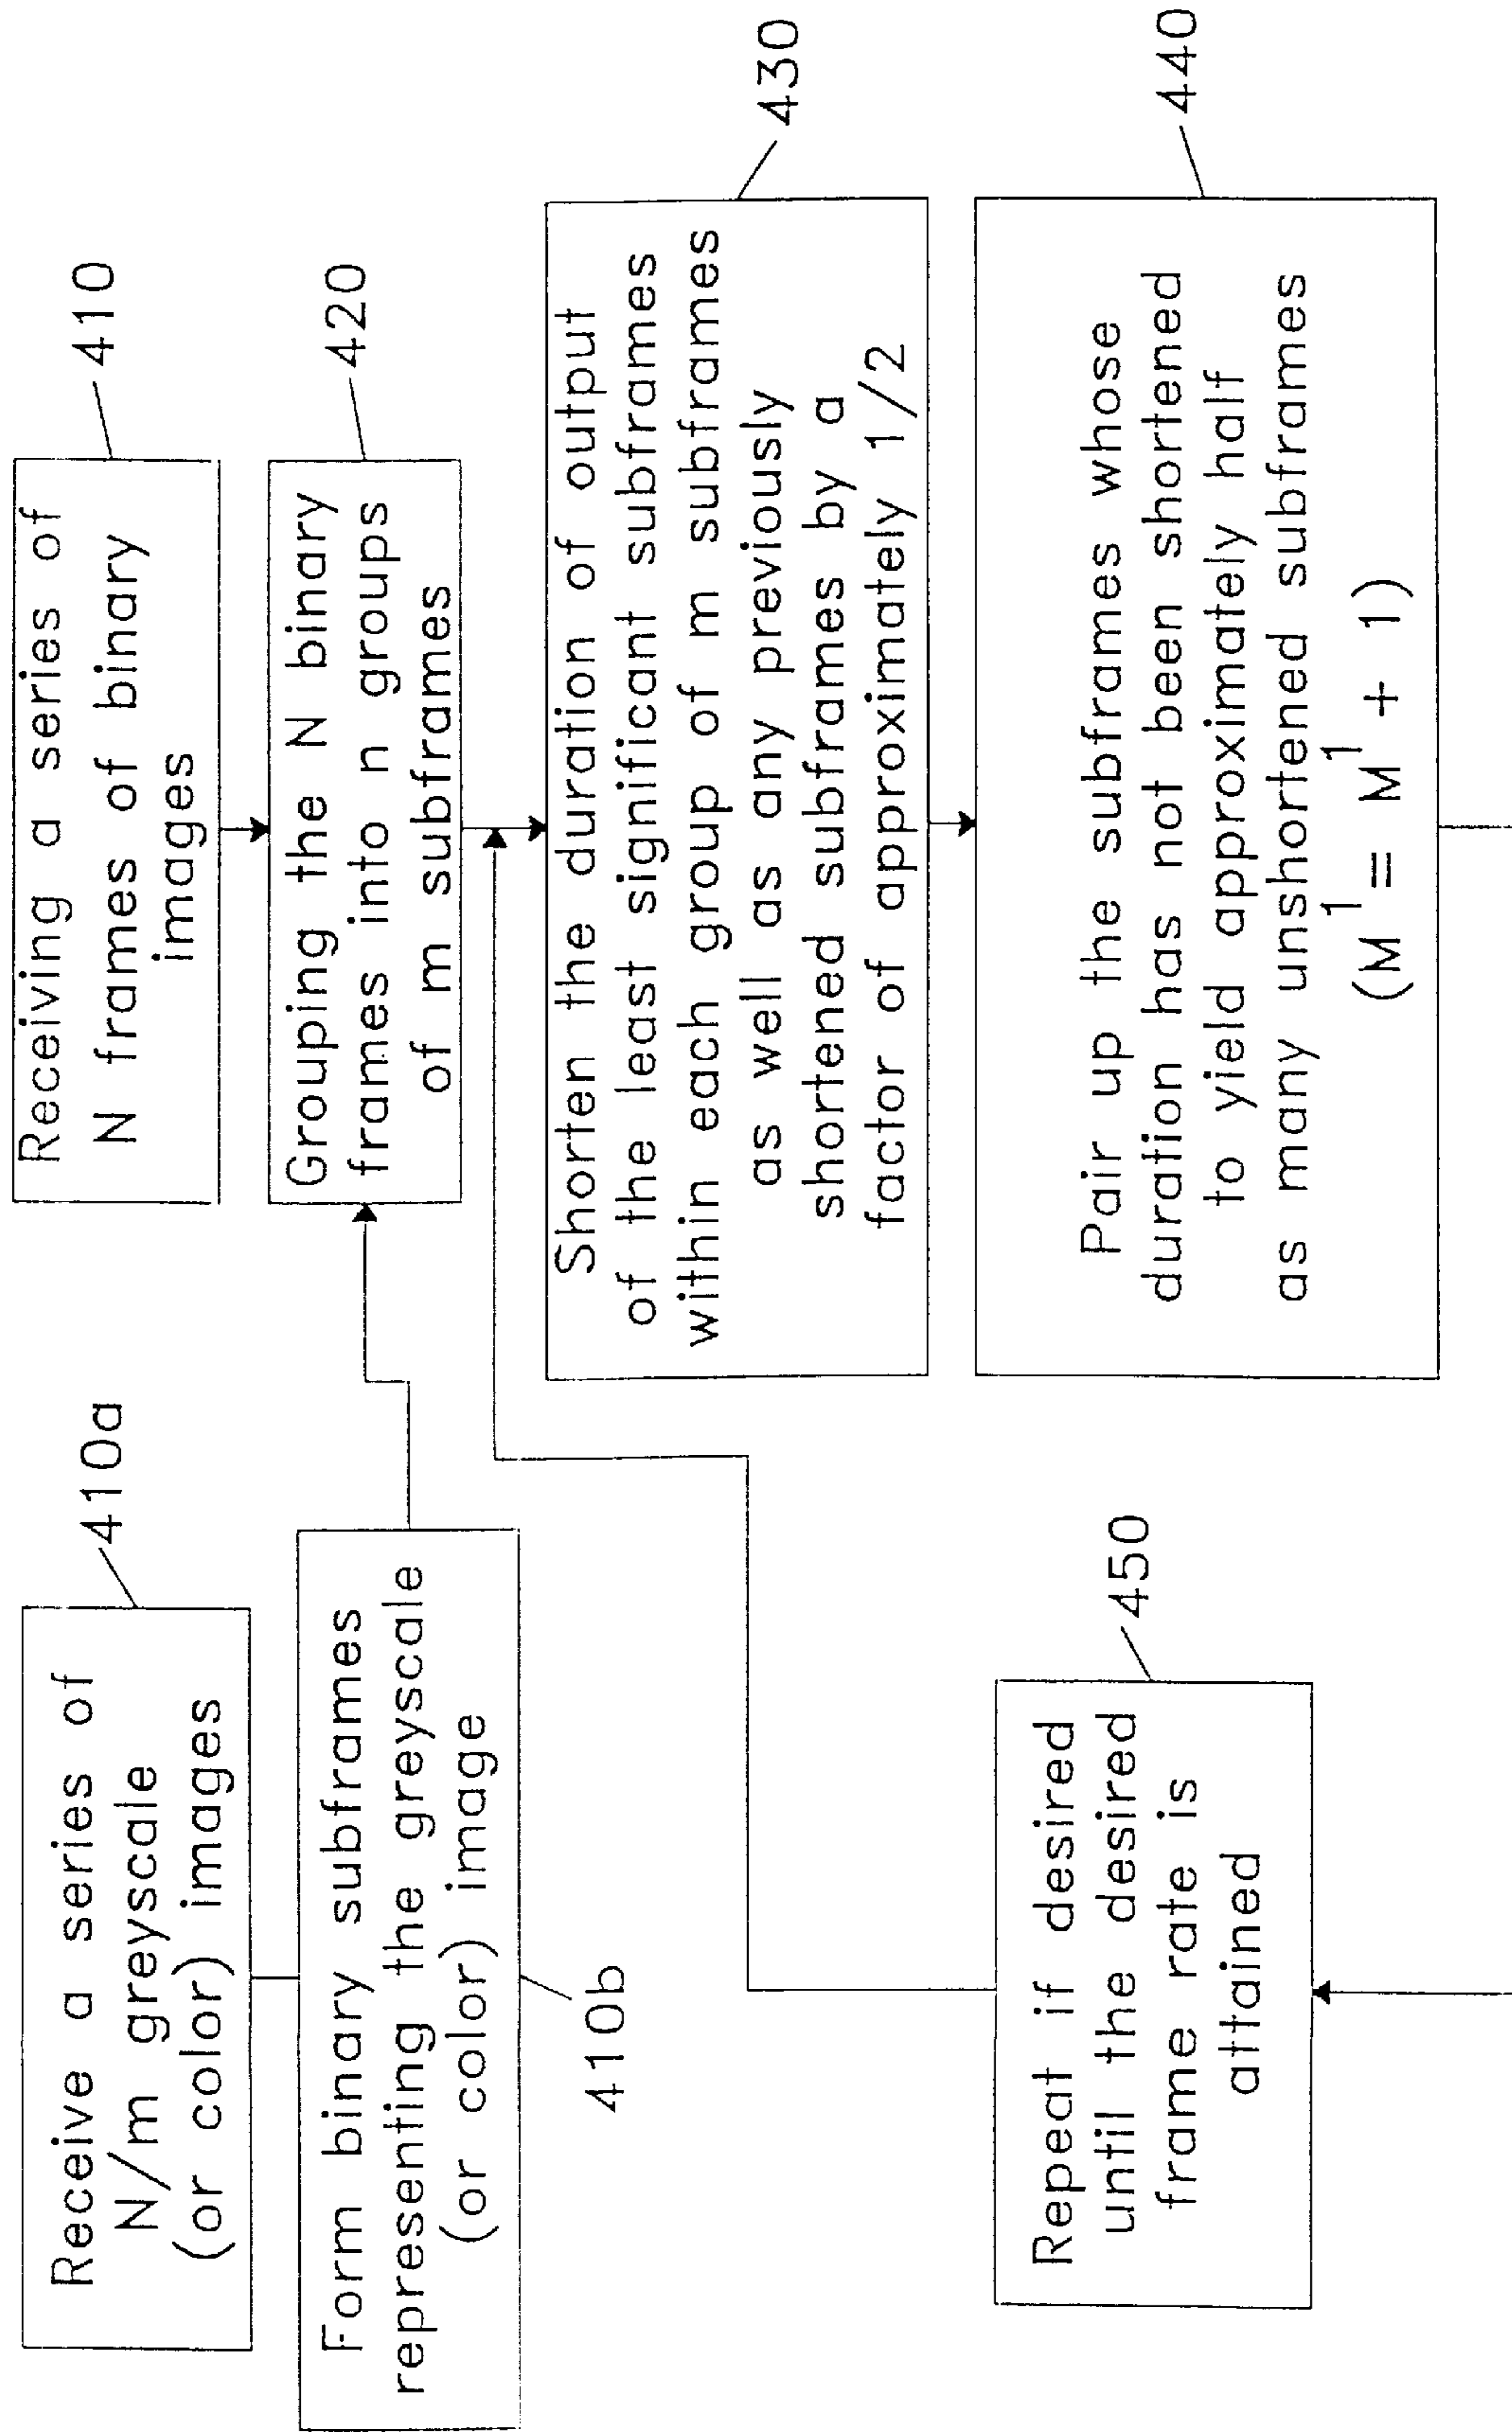 Receive a series of
N/m greyscale
(or color) images
410a
Form binary subframes
representing the greyscale
(or color) image
410b
Receiving a series of
N frames of binary
images
410
Grouping the N binary
frames into n groups
of m subframes
420
Shorten the duration of output
of the least significant subframes
within each group of m subframes
as well as any previously
shortened subframes by a
factor of approximately 1/2
430
Pair up the subframes whose
duration has not been shortened
to yield approximately half
as many unshortened subframes
(M¹ = M¹ + 1)
440
Repeat if desired
until the desired
frame rate is
attained
450